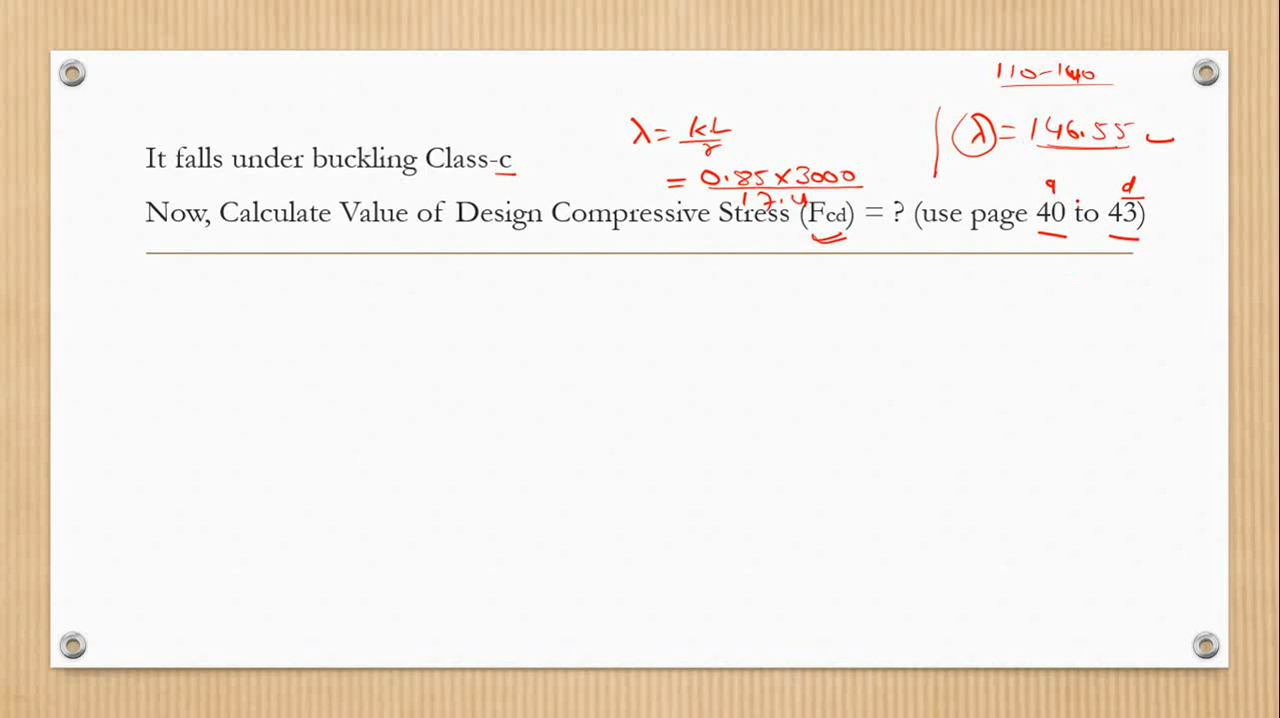 110-140
λ = kL/r
λ = 146.55
It falls under buckling Class-c
= 0.85 x 3000 / 17.4
a d
Now, Calculate Value of Design Compressive Stress (Fcd) = ? (use page 40 to 43)